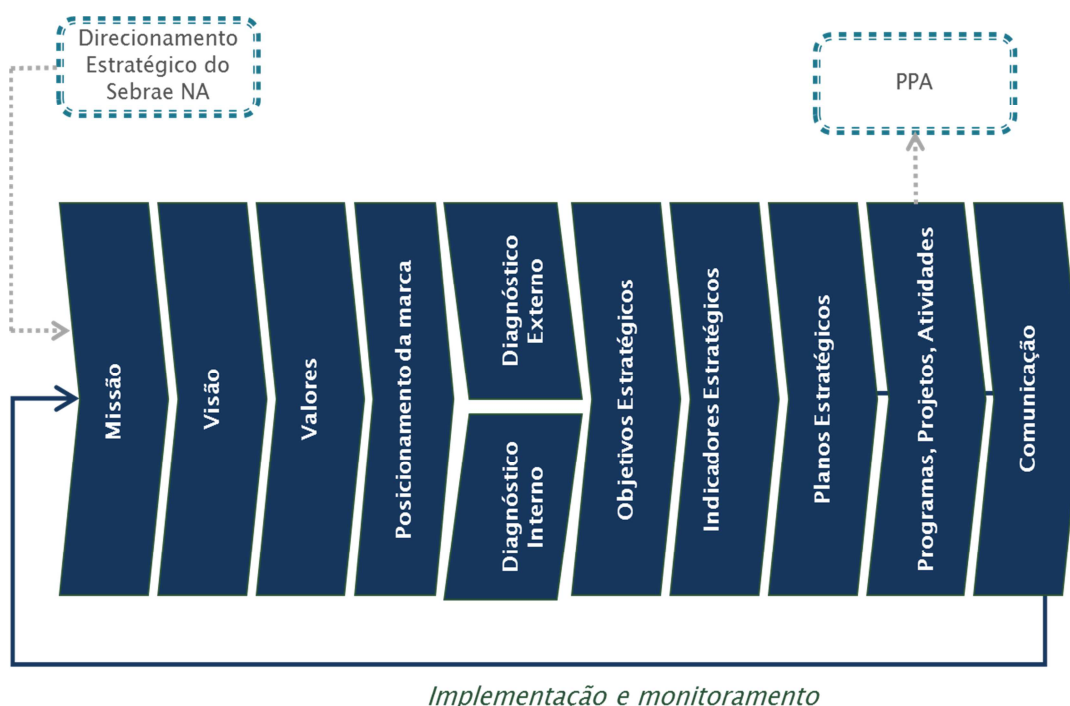 Direcionamento
Estratégico do
Sebrae NA
PPA
Missão
Visão
Valores
Posicionamento da marca
Diagnóstico
Externo
Diagnóstico
Interno
Objetivos Estratégicos
Indicadores Estratégicos
Planos Estratégicos
Programas, Projetos, Atividades
Comunicação
Implementação e monitoramento